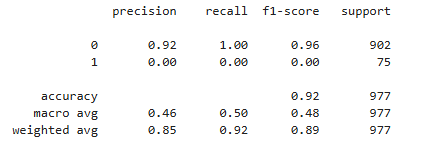 precision recall f1-score support
0 0.92 1.00 0.96 902
1 0.00 0.00 0.00 75
accuracy 0.92 977
macro avg 0.46 0.50 0.48 977
weighted avg 0.85 0.92 0.89 977